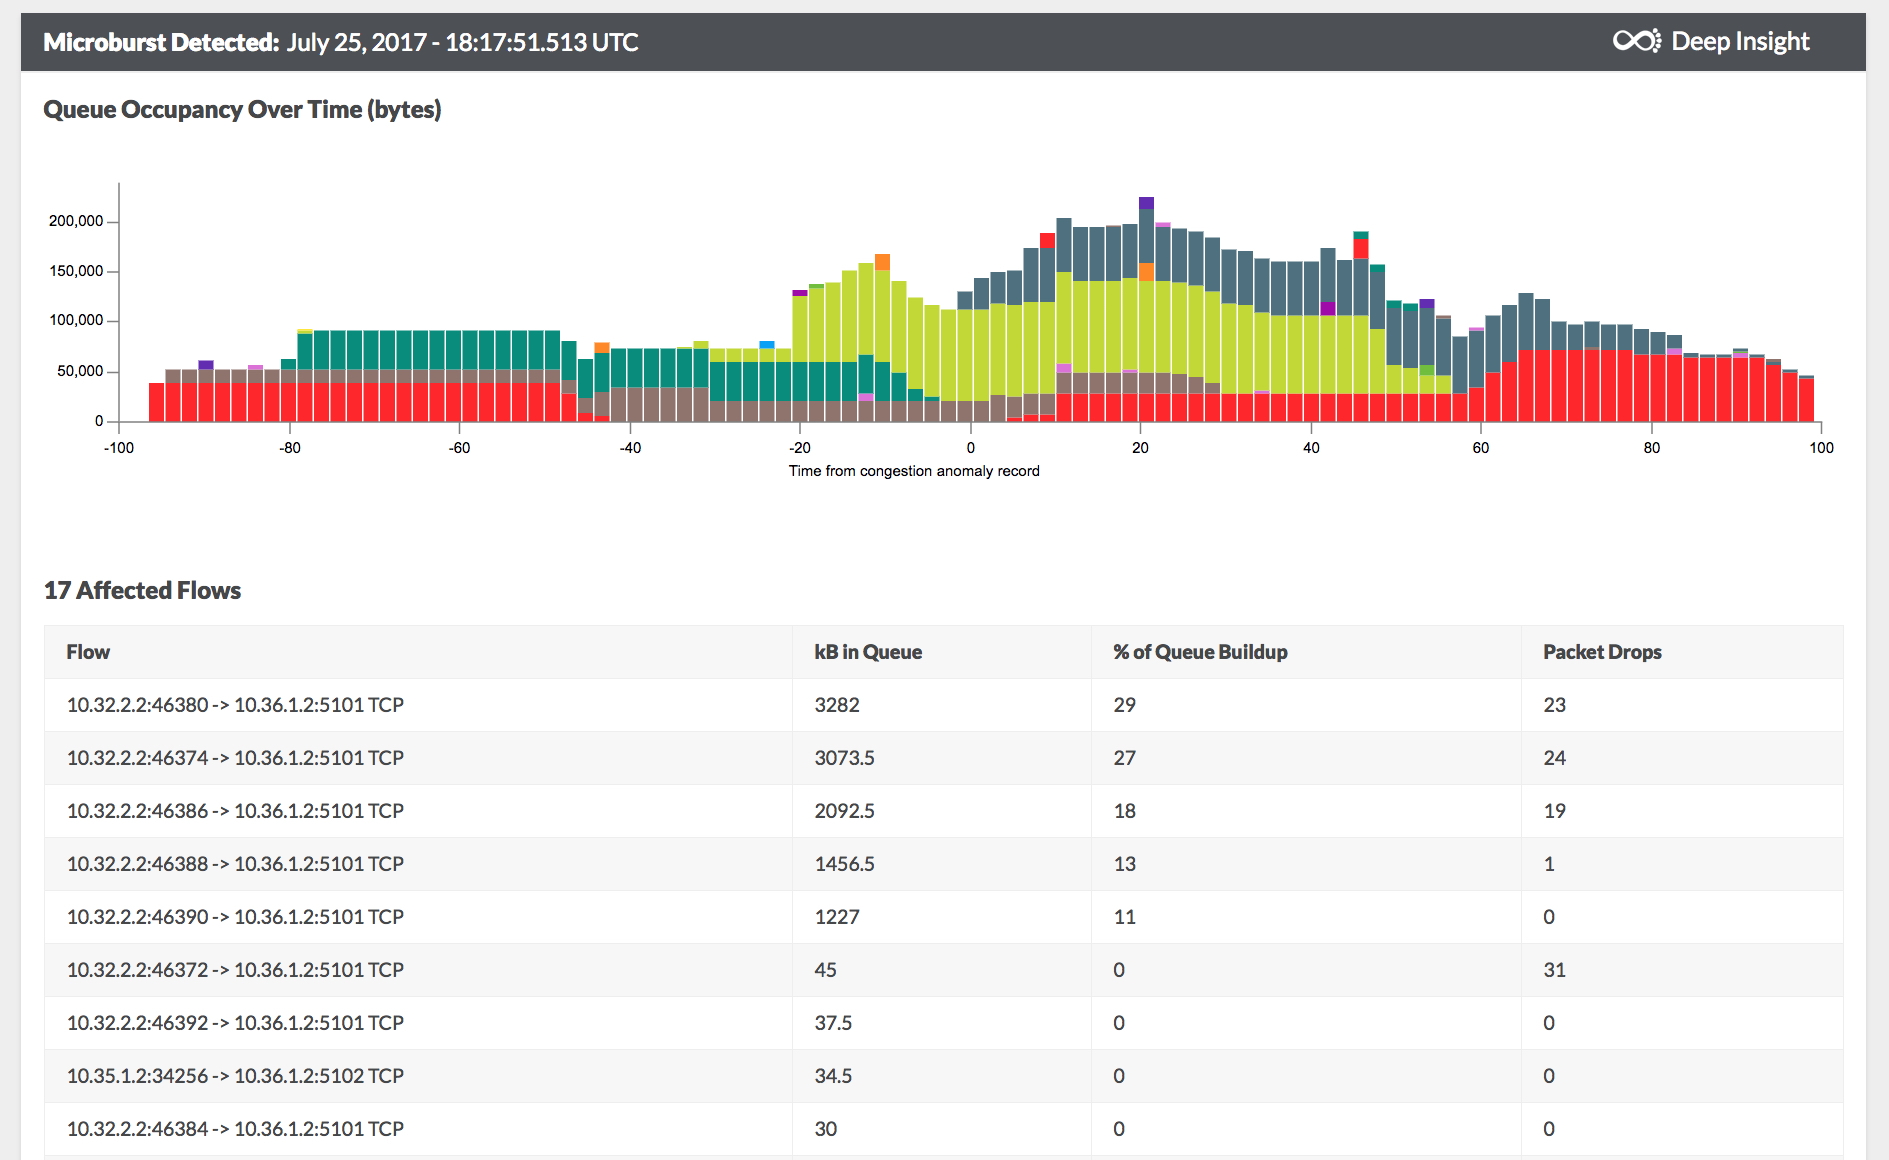 Microburst Detected: July 25, 2017 - 18:17:51.513 UTC
Deep Insight
Queue Occupancy Over Time (bytes)
200,000
150,000
100,000
50,000
0
-100 -80 -60 -40 -20 0 20 40 60 80 100
Time from congestion anomaly record
17 Affected Flows
Flow kB in Queue % of Queue Buildup Packet Drops
10.32.2.2:46380 -> 10.36.1.2:5101 TCP 3282 29 23
10.32.2.2:46374 -> 10.36.1.2:5101 TCP 3073.5 27 24
10.32.2.2:46386 -> 10.36.1.2:5101 TCP 2092.5 18 19
10.32.2.2:46388 -> 10.36.1.2:5101 TCP 1456.5 13 1
10.32.2.2:46390 -> 10.36.1.2:5101 TCP 1227 11 0
10.32.2.2:46372 -> 10.36.1.2:5101 TCP 45 0 31
10.32.2.2:46392 -> 10.36.1.2:5101 TCP 37.5 0 0
10.35.1.2:34256 -> 10.36.1.2:5102 TCP 34.5 0 0
10.32.2.2:46384 -> 10.36.1.2:5101 TCP 30 0 0